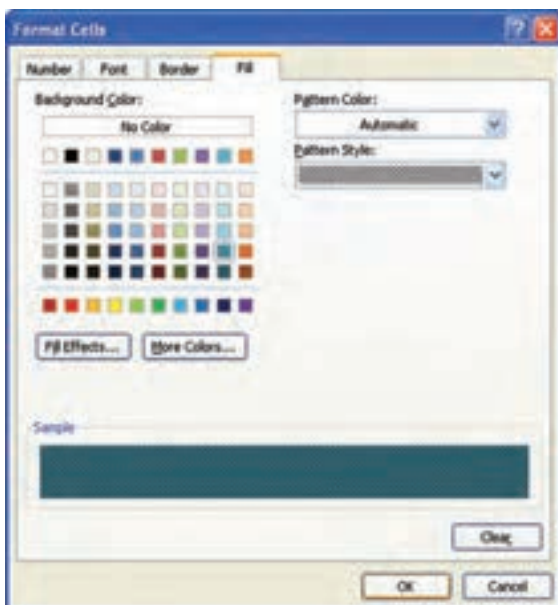 Format Cells
Number Font Border Fill
Background Color: Pattern Color:
No Color Automatic
Pattern Style:
Fill Effects... More Colors...
Sample
Clear
OK Cancel